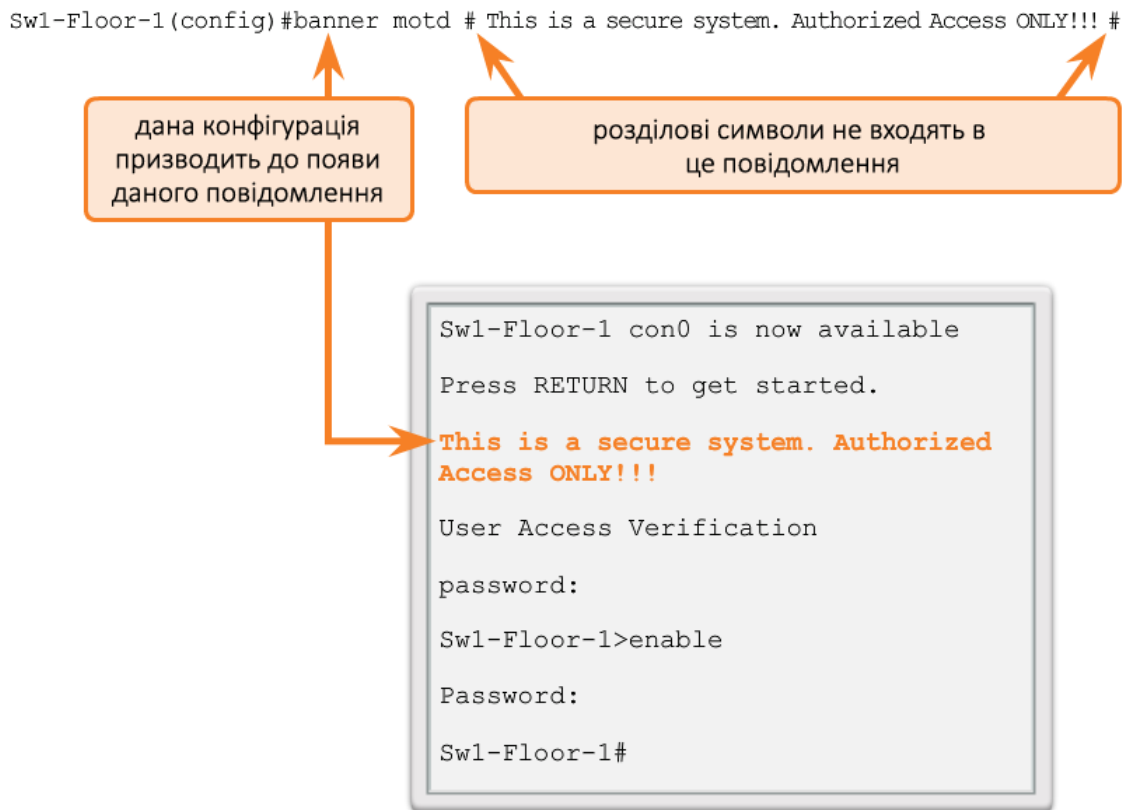 Sw1-Floor-1(config)#banner motd # This is a secure system. Authorized Access ONLY!!! #
дана конфігурація
призводить до появи
даного повідомлення
розділові символи не входять в
це повідомлення
Sw1-Floor-1 con0 is now available
Press RETURN to get started.
This is a secure system. Authorized
Access ONLY!!!
User Access Verification
password:
Sw1-Floor-1>enable
Password:
Sw1-Floor-1#